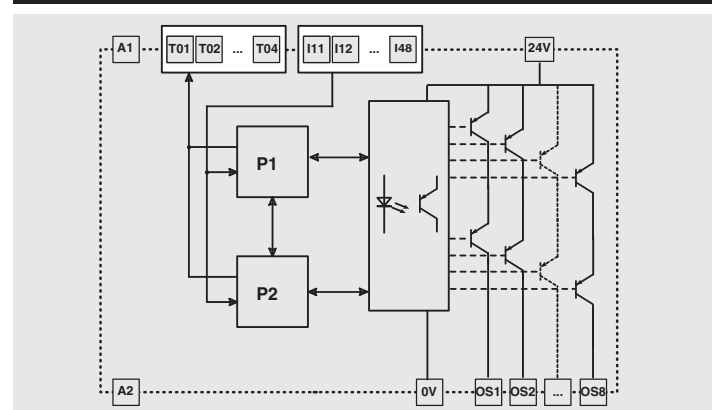 A1 T01 T02 ... T04 I11 I12 ... I48 24V
P1
P2
A2 0V OS1 OS2 ... OS8